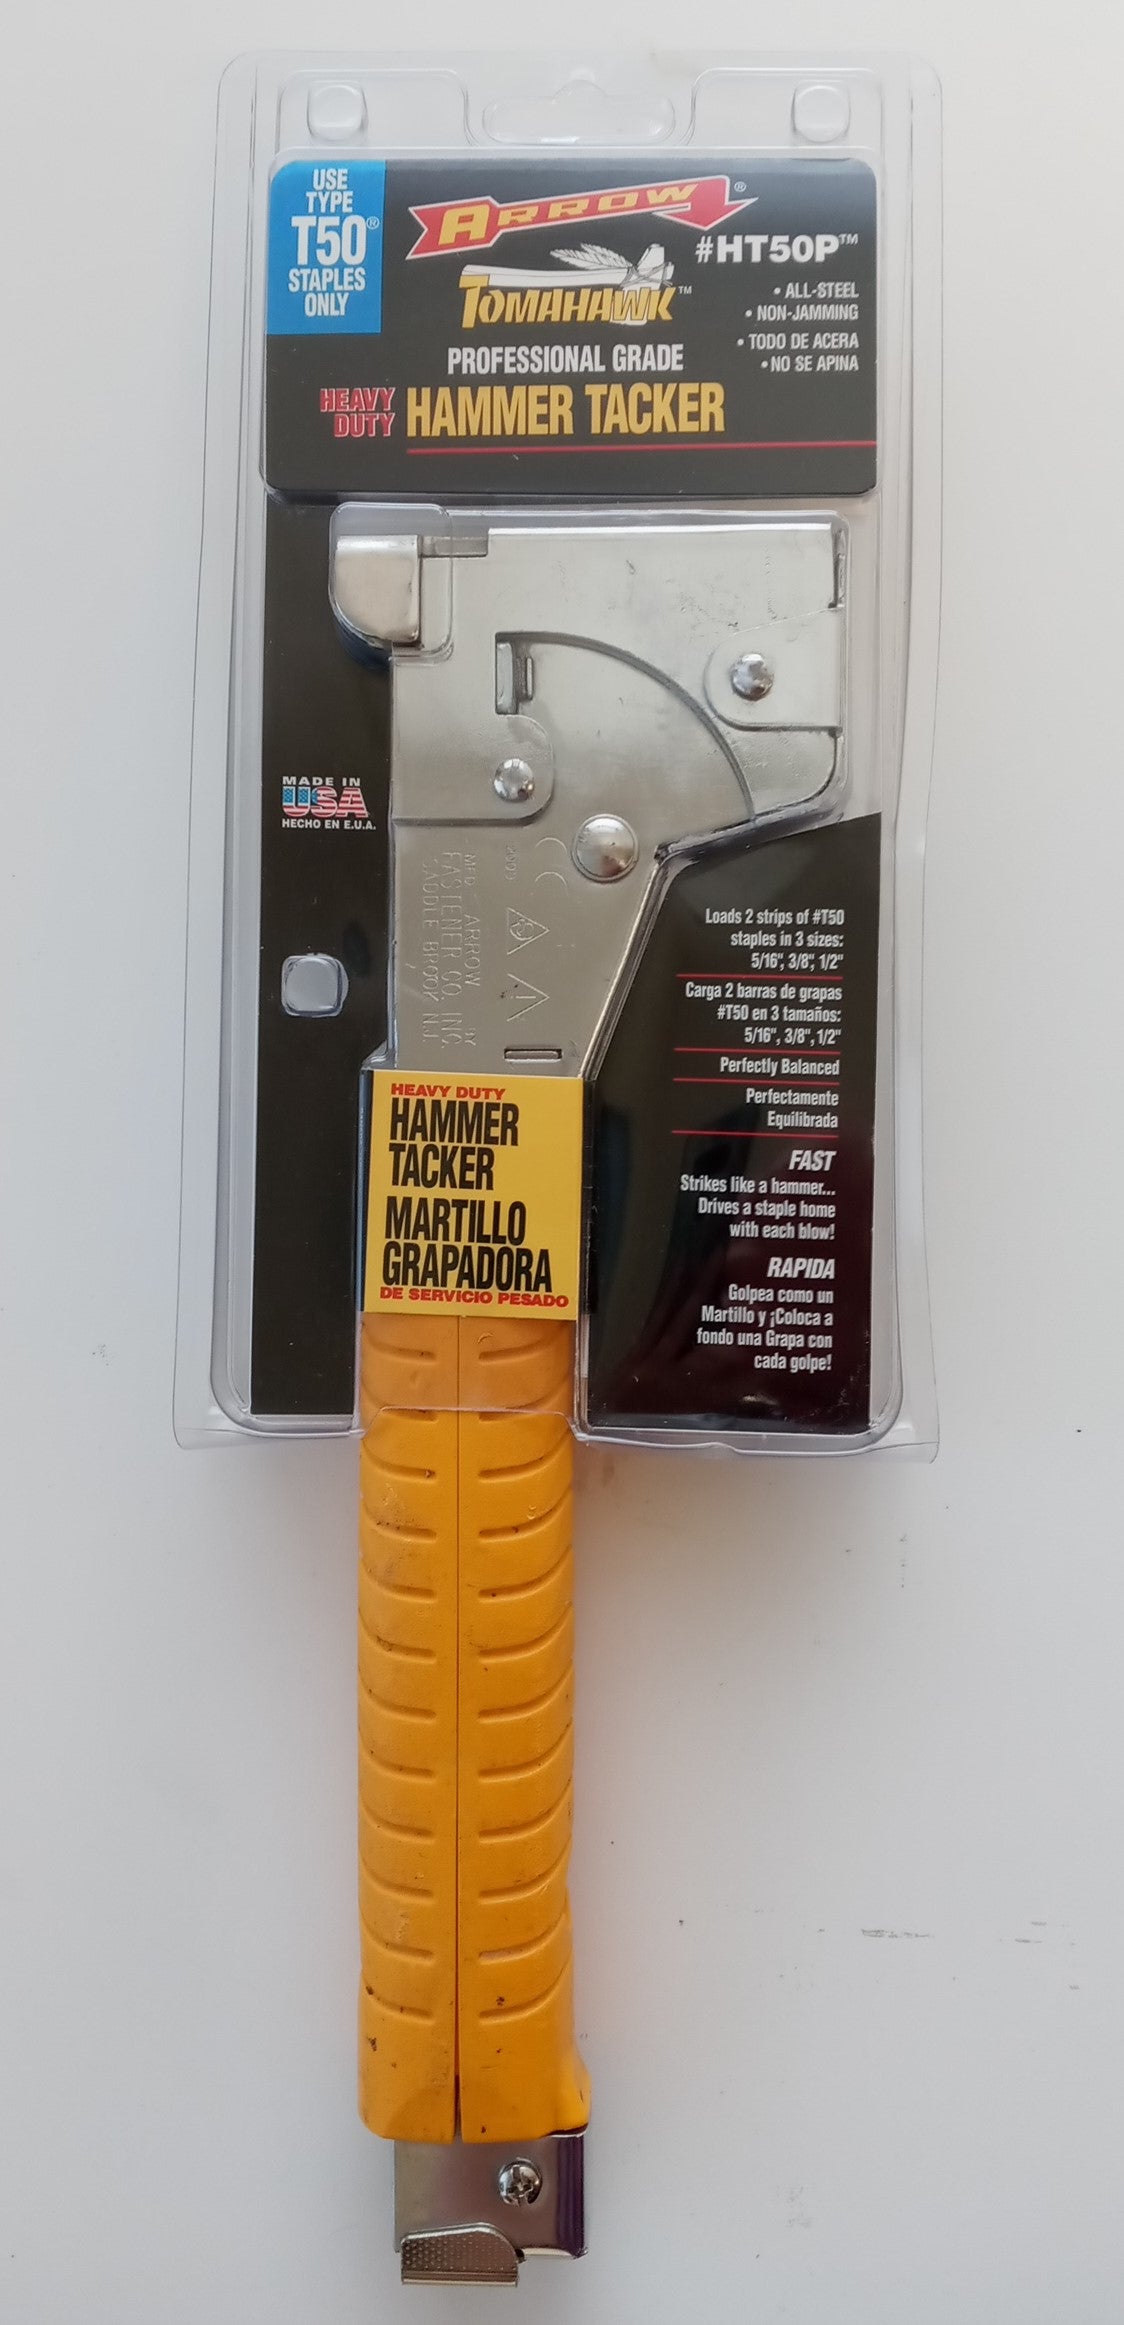 USE
TYPE
T50®
STAPLES
ONLY
ARROW®
TOMAHAWK™
#HT50P™
• ALL-STEEL
• NON-JAMMING
• TODO DE ACERA
• NO SE APINA
PROFESSIONAL GRADE
HEAVY
DUTY
HAMMER TACKER
MADE IN
USA
HECHO EN E.U.A.
2009
CE
MFD. ARROW
FASTENER CO. INC.
SADDLE BROOK, N.J.
Loads 2 strips of #T50
staples in 3 sizes:
5/16", 3/8", 1/2"
Carga 2 barras de grapas
#T50 en 3 tamaños:
5/16", 3/8", 1/2"
Perfectly Balanced
Perfectamente
Equilibrada
FAST
Strikes like a hammer...
Drives a staple home
with each blow!
RAPIDA
Golpea como un
Martillo y ¡Coloca a
fondo una Grapa con
cada golpe!
HEAVY DUTY
HAMMER
TACKER
MARTILLO
GRAPADORA
DE SERVICIO PESADO